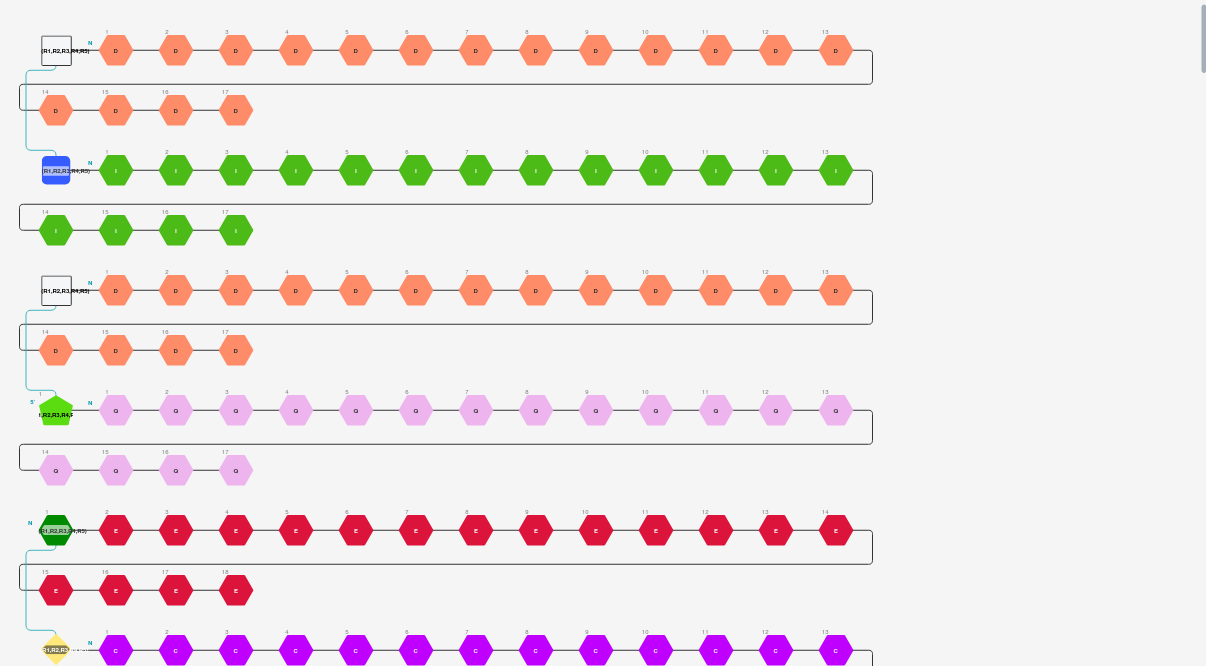 1 2 3 4 5 6 7 8 9 10 11 12 13
(R1,R2,R3,R4,R5) N D D D D D D D D D D D D D
14 15 16 17
D D D D
1 2 3 4 5 6 7 8 9 10 11 12 13
(R1,R2,R3,R4,R5) N I I I I I I I I I I I I I
14 15 16 17
I I I I
1 2 3 4 5 6 7 8 9 10 11 12 13
(R1,R2,R3,R4,R5) N D D D D D D D D D D D D D
14 15 16 17
D D D D
1 1 2 3 4 5 6 7 8 9 10 11 12 13
5' R2,R3,R4, N Q Q Q Q Q Q Q Q Q Q Q Q Q
14 15 16 17
Q Q Q Q
1 2 3 4 5 6 7 8 9 10 11 12 13 14
N (R1,R2,R3,R4,R5) E E E E E E E E E E E E E
15 16 17 18
E E E E
1 2 3 4 5 6 7 8 9 10 11 12 13
R1,R2,R3 N C C C C C C C C C C C C C